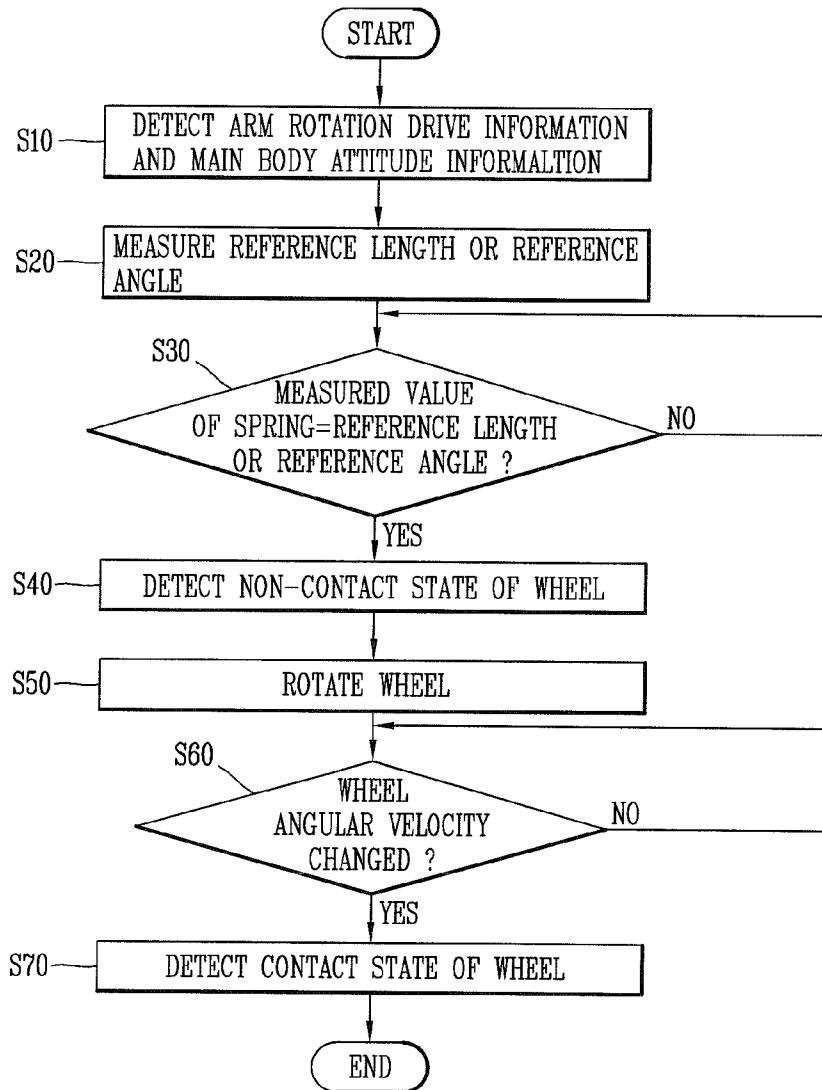 START
S10
DETECT ARM ROTATION DRIVE INFORMATION
AND MAIN BODY ATTITUDE INFORMALTION
S20
MEASURE REFERENCE LENGTH OR REFERENCE
ANGLE
S30
MEASURED VALUE
OF SPRING=REFERENCE LENGTH
OR REFERENCE ANGLE ?
NO
YES
S40
DETECT NON-CONTACT STATE OF WHEEL
S50
ROTATE WHEEL
S60
WHEEL
ANGULAR VELOCITY
CHANGED ?
NO
YES
S70
DETECT CONTACT STATE OF WHEEL
END